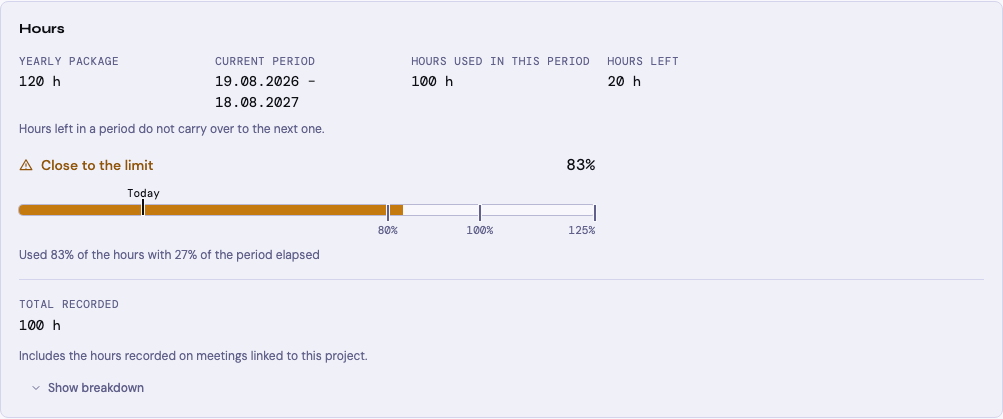 Hours
YEARLY PACKAGE
120 h
CURRENT PERIOD
19.08.2026 –
18.08.2027
HOURS USED IN THIS PERIOD
100 h
HOURS LEFT
20 h
Hours left in a period do not carry over to the next one.
Close to the limit
83%
Today
80%
100%
125%
Used 83% of the hours with 27% of the period elapsed
TOTAL RECORDED
100 h
Includes the hours recorded on meetings linked to this project.
Show breakdown